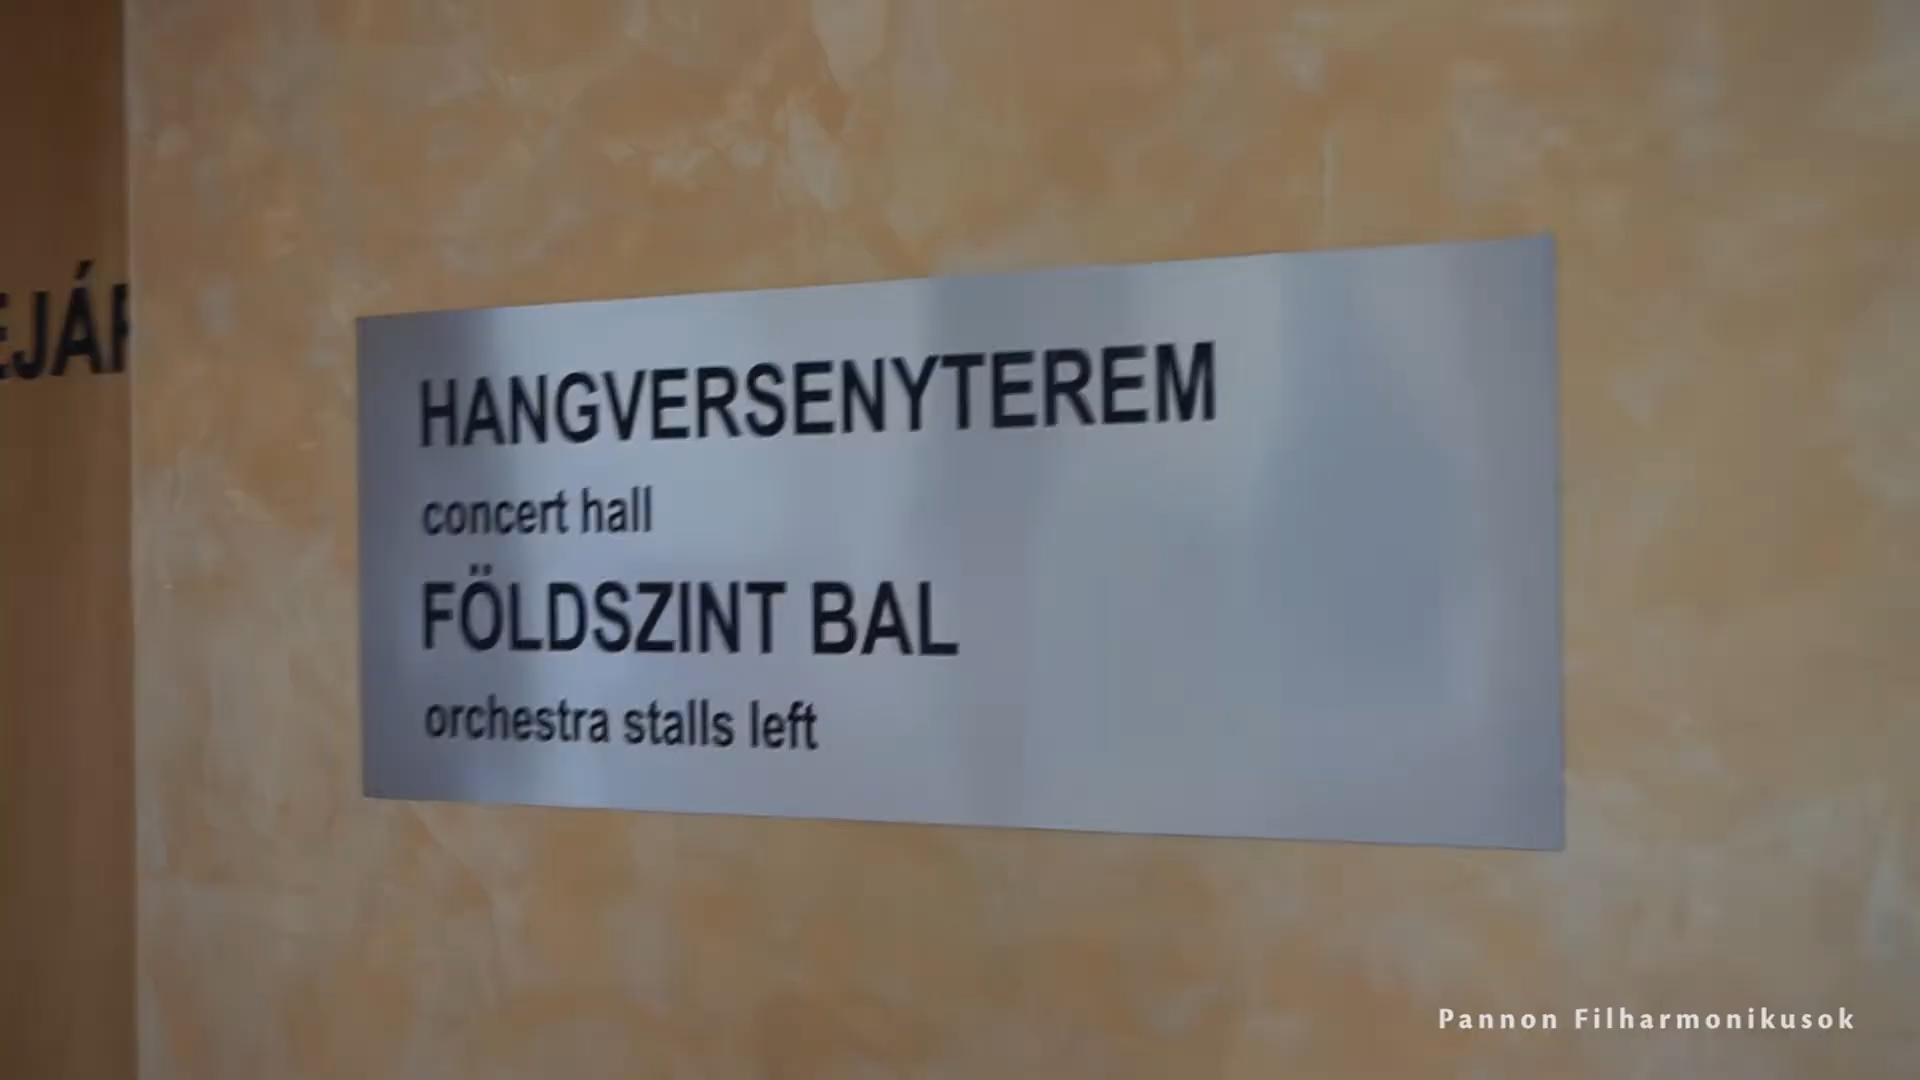 HANGVERSENYTEREM
concert hall
FÖLDSZINT BAL
orchestra stalls left
Pannon Filharmonikusok